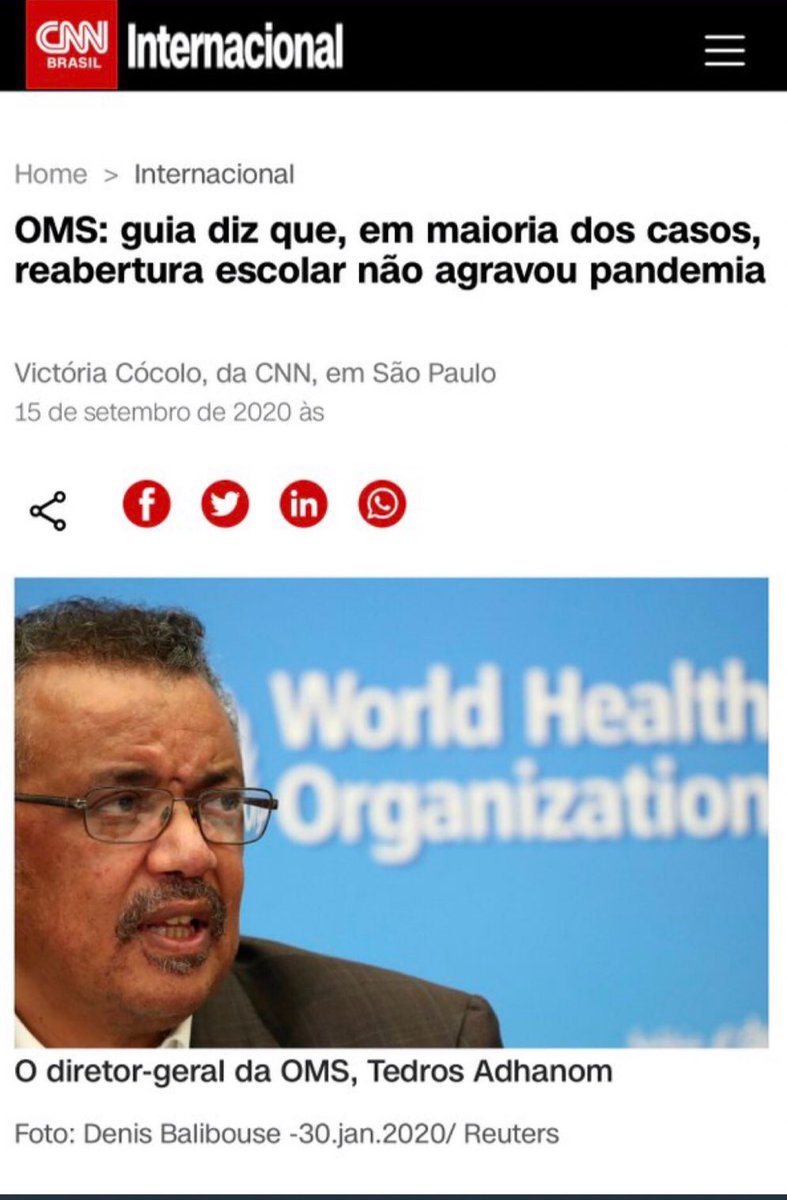 CNN
BRASIL
Internacional
Home > Internacional
OMS: guia diz que, em maioria dos casos,
reabertura escolar não agravou pandemia
Victória Cócolo, da CNN, em São Paulo
15 de setembro de 2020 às
World Health
Organization
O diretor-geral da OMS, Tedros Adhanom
Foto: Denis Balibouse -30.jan.2020/ Reuters